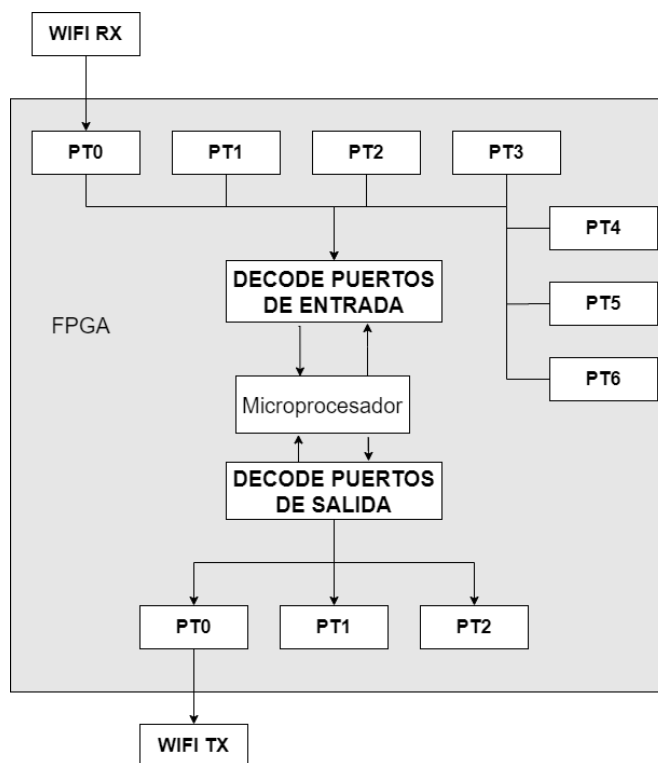 WIFI RX
PT0
PT1
PT2
PT3
PT4
DECODE PUERTOS
DE ENTRADA
PT5
FPGA
PT6
Microprocesador
DECODE PUERTOS
DE SALIDA
PT0
PT1
PT2
WIFI TX